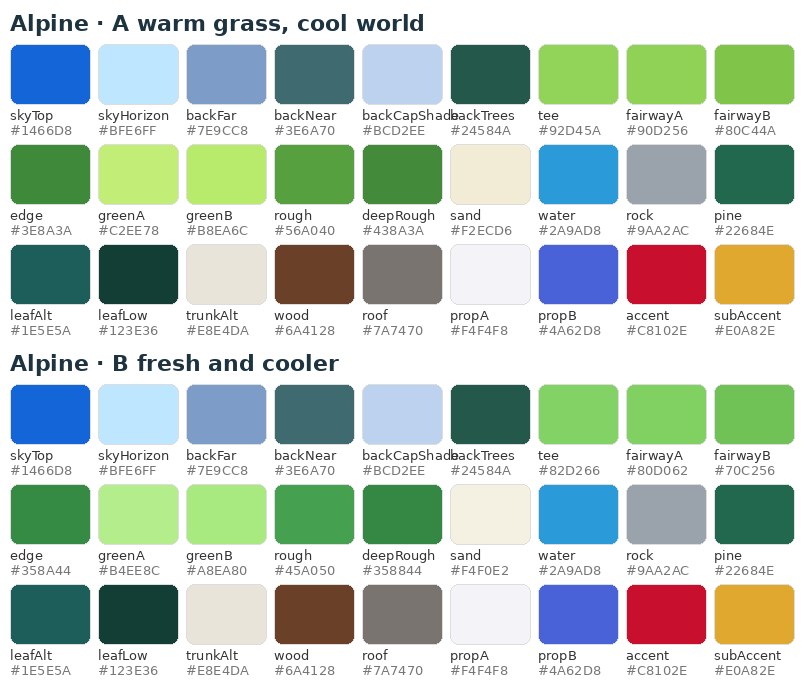 Alpine · A warm grass, cool world
skyTop skyHorizon backFar backNear backCapShade backTrees tee fairwayA fairwayB
#1466D8 #BFE6FF #7E9CC8 #3E6A70 #BCD2EE #24584A #92D45A #90D256 #80C44A
edge greenA greenB rough deepRough sand water rock pine
#3E8A3A #C2EE78 #B8EA6C #56A040 #438A3A #F2ECD6 #2A9AD8 #9AA2AC #22684E
leafAlt leafLow trunkAlt wood roof propA propB accent subAccent
#1E5E5A #123E36 #E8E4DA #6A4128 #7A7470 #F4F4F8 #4A62D8 #C8102E #E0A82E
Alpine · B fresh and cooler
skyTop skyHorizon backFar backNear backCapShade backTrees tee fairwayA fairwayB
#1466D8 #BFE6FF #7E9CC8 #3E6A70 #BCD2EE #24584A #82D266 #80D062 #70C256
edge greenA greenB rough deepRough sand water rock pine
#358A44 #B4EE8C #A8EA80 #45A050 #358844 #F4F0E2 #2A9AD8 #9AA2AC #22684E
leafAlt leafLow trunkAlt wood roof propA propB accent subAccent
#1E5E5A #123E36 #E8E4DA #6A4128 #7A7470 #F4F4F8 #4A62D8 #C8102E #E0A82E